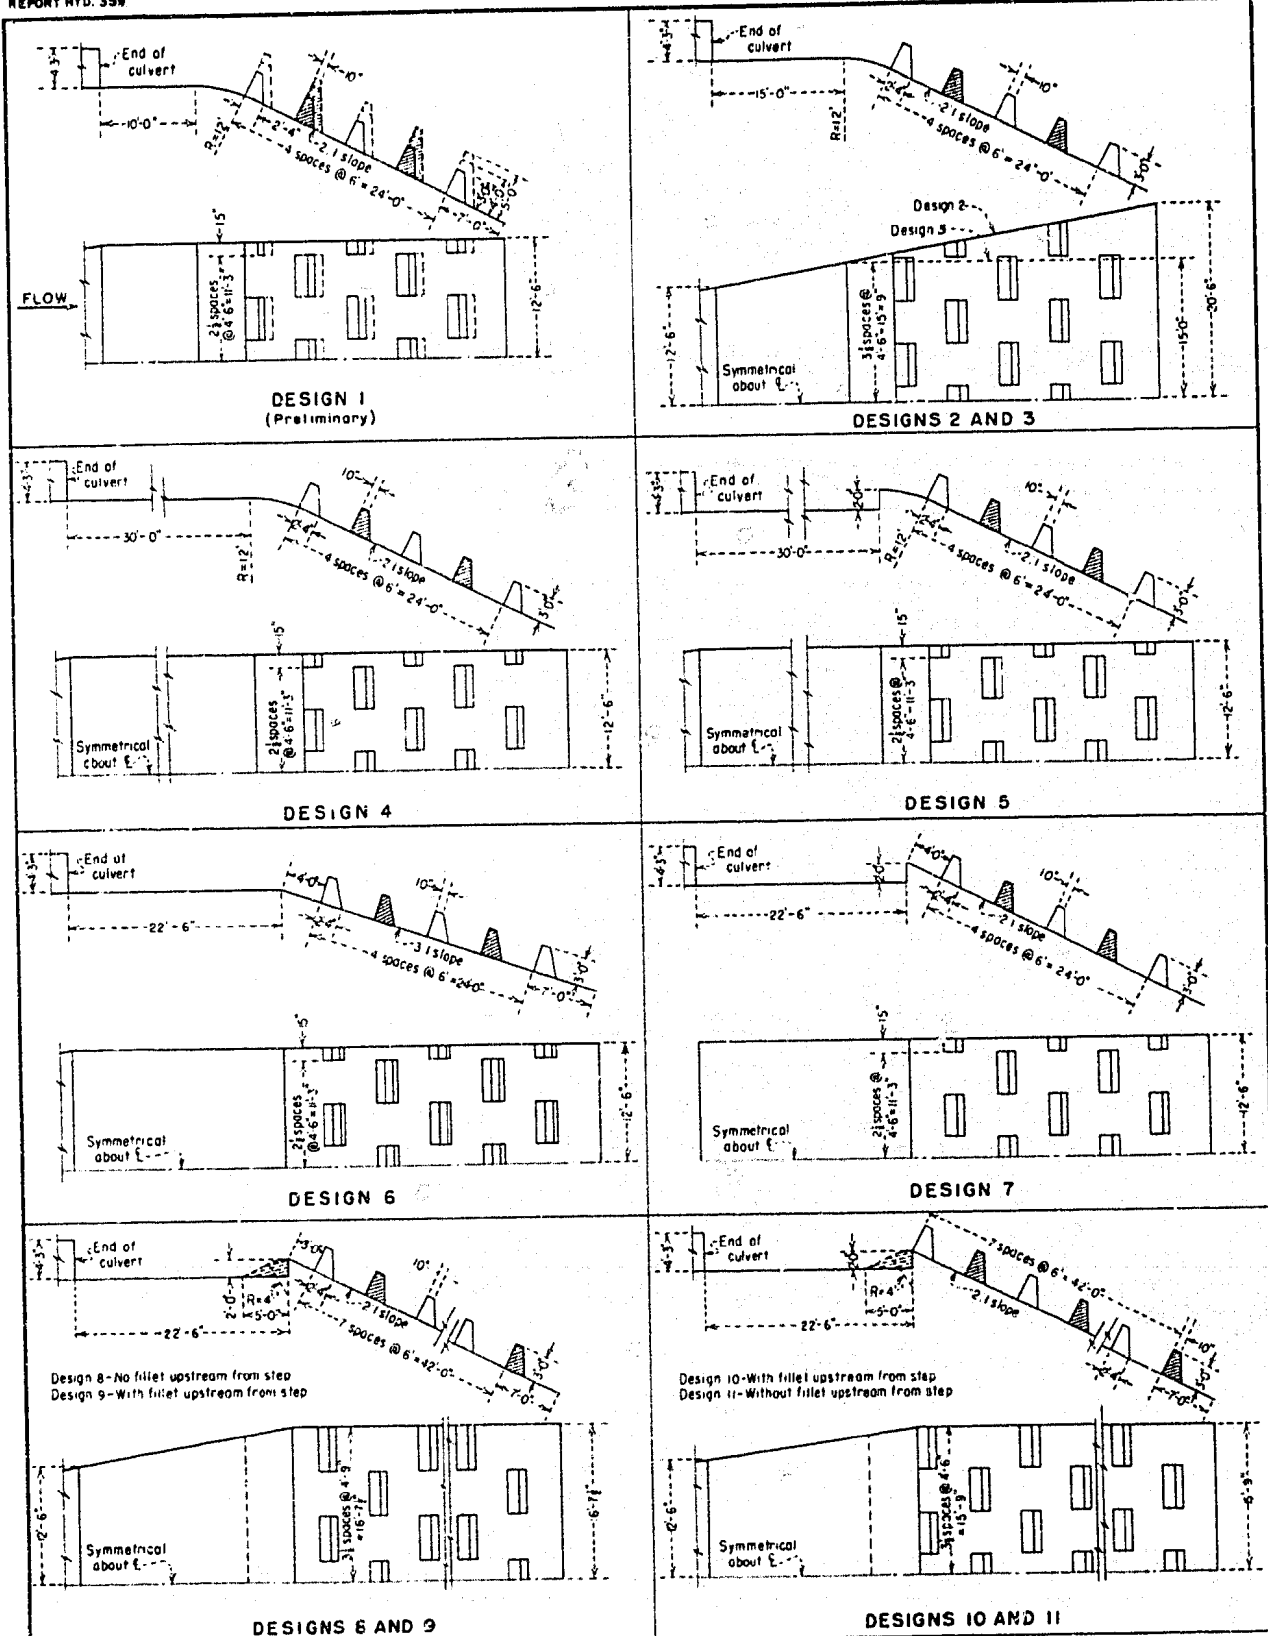 REPORT HYD. 359
4'-3"
End of
culvert
10'-0"
R=12'
2'-4"
2:1 slope
4 spaces @ 6' = 24'-0"
10"
3'-0"
4'-0"
5'-0"
7'-0"
15"
FLOW
2½ spaces
@ 4'-6"=11'-3"
12'-6"
DESIGN 1
(Preliminary)
4'-3"
End of
culvert
15'-0"
R=12'
2'-4"
2:1 slope
4 spaces @ 6' = 24'-0"
10"
3'-0"
Design 2
Design 3
12'-6"
Symmetrical
about ℄
3½ spaces @
4'-6"=15'-9"
15'-0"
20'-6"
DESIGNS 2 AND 3
4'-3"
End of
culvert
30'-0"
R=12'
2'-4"
2:1 slope
4 spaces @ 6' = 24'-0"
10"
3'-0"
15"
Symmetrical
about ℄
2½ spaces
@ 4'-6"=11'-3"
12'-6"
DESIGN 4
4'-3"
End of
culvert
30'-0"
2'-0"
R=12'
2'-4"
2:1 slope
4 spaces @ 6' = 24'-0"
10"
3'-0"
15"
Symmetrical
about ℄
2½ spaces @
4'-6"=11'-3"
12'-6"
DESIGN 5
4'-3"
End of
culvert
22'-6"
4'-0"
2'-4"
3:1 slope
4 spaces @ 6' = 24'-0"
10"
3'-0"
7'-0"
15"
Symmetrical
about ℄
2½ spaces
@ 4'-6"=11'-3"
12'-6"
DESIGN 6
4'-3"
End of
culvert
22'-6"
2'-0"
4'-0"
2'-4"
2:1 slope
4 spaces @ 6' = 24'-0"
10"
3'-0"
15"
Symmetrical
about ℄
2½ spaces @
4'-6"=11'-3"
12'-6"
DESIGN 7
4'-3"
End of
culvert
22'-6"
2'-0"
R=4'
5'-0"
3'-0"
2'-4"
2:1 slope
7 spaces @ 6' = 42'-0"
10"
3'-0"
7'-0"
Design 8-No fillet upstream from step
Design 9-With fillet upstream from step
12'-6"
Symmetrical
about ℄
3½ spaces @ 4'-9"
=16'-7½"
16'-7½"
DESIGNS 8 AND 9
4'-3"
End of
culvert
22'-6"
2'-0"
R=4'
5'-0"
7 spaces @ 6' = 42'-0"
2:1 slope
10"
2'-4"
3'-0"
7'-0"
Design 10-With fillet upstream from step
Design 11-Without fillet upstream from step
12'-6"
Symmetrical
about ℄
3½ spaces @ 4'-6"
=15'-9"
15'-9"
DESIGNS 10 AND 11